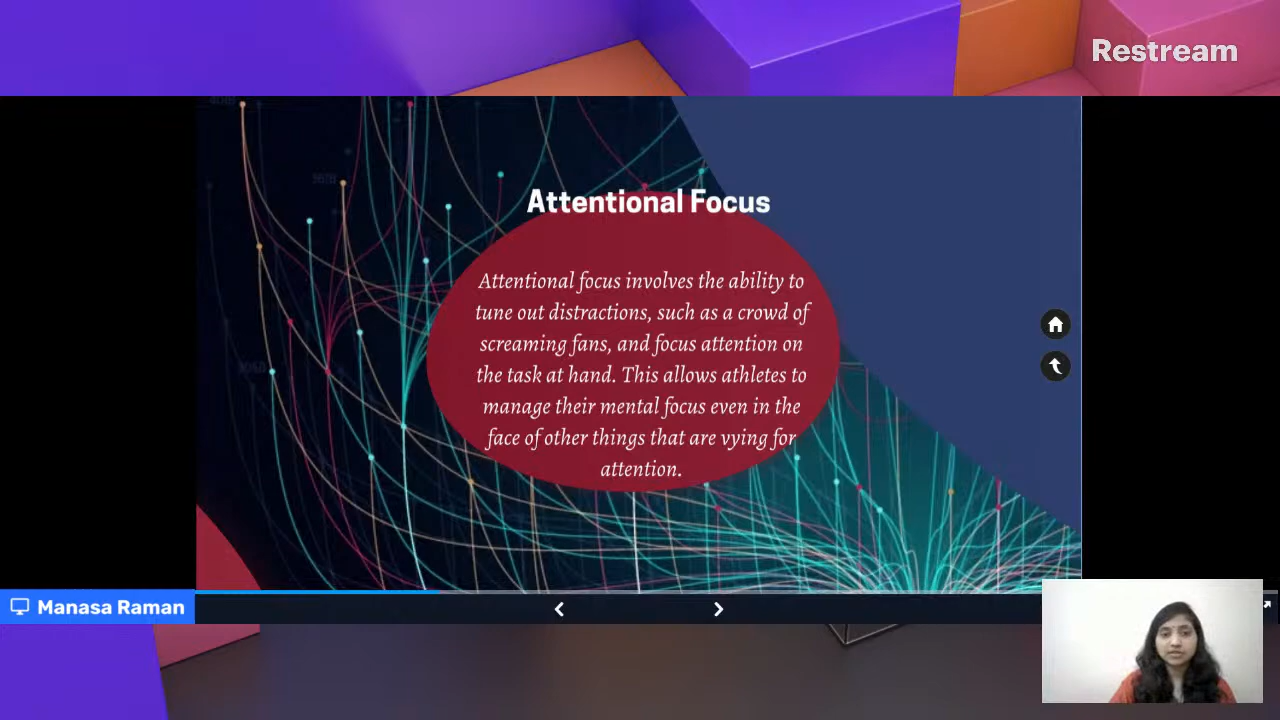 Restream
Attentional Focus
Attentional focus involves the ability to
tune out distractions, such as a crowd of
screaming fans, and focus attention on
the task at hand. This allows athletes to
manage their mental focus even in the
face of other things that are vying for
attention.
Manasa Raman